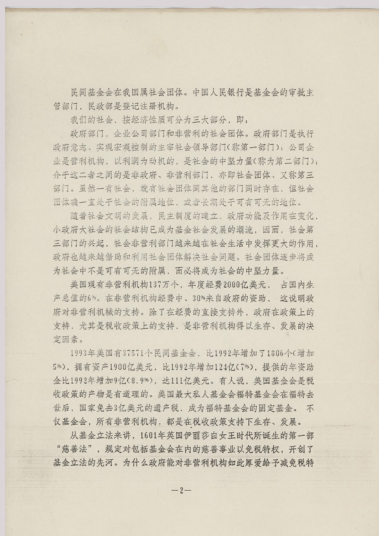 民间基金会在我国属社会团体。中国人民银行是基金会的审批主
管部门，民政部是登记注册机构。
我们的社会，按经济性质可分为三大部分，即：
政府部门，企业公司部门和非营利的社会团体。政府部门是执行
政府意志、实现宏观控制的主宰社会领导部门（称第一部门）；公司企
业是营利机构，以利润为动机的，是社会的中坚力量（称为第二部门）；
介于这二者之间的是非政府、非营利部门，亦即社会团体、又称第三
部门。虽然一有社会，就有社会团体同其他的部门同时存在，但社会
团体确一直处于社会的附属地位，或者长期处于可有可无的地位。
随着社会文明的发展，民主制度的建立、政府功能及作用在变化，
小政府大社会的社会结构已成为基金社会发展的潮流，因而，社会第
三部门的兴起，社会非营利部门越来越在社会生活中发挥更大的作用，
政府也越来越借助和利用社会团体解决社会问题。社会团体逐步将成
为社会中不是可有可无的附属，而必将成为社会的中坚力量。
美国现有非营利机构137万个，年度经费2000亿美元，占国内生
产总值的6%，在非营利机构经费中、30%来自政府的资助，这说明政
府对非营利机械的支持。除了在经费的直接支持外，政府在政策上的
支持，尤其是税收政策上的支持，是非营利机构得以生存、发展的决
定因素。
1993年美国有37571个民间基金会，比1992年增加了1806个（增加
5%），拥有资产1900亿美元，比1992年增加124亿（7%），提供的年资助
金比1992年增加9亿（8.9%），达111亿美元。有人说，美国基金会是税
收政策的产物是有道理的。美国最大私人基金会福特基金会在福特去
世后，国家免去3亿美元的遗产税，成为福特基金会的固定基金。不
仅基金会，所有非营利机构，都是在税收政策支持下生存、发展。
从基金立法来讲，1601年英国伊丽莎白女王时代所诞生的第一部
“慈善法”，规定对包括基金会在内的慈善事业以免税特权，开创了
基金立法的先河。为什么政府能对非营利机构如此厚爱给予减免税特
—2—